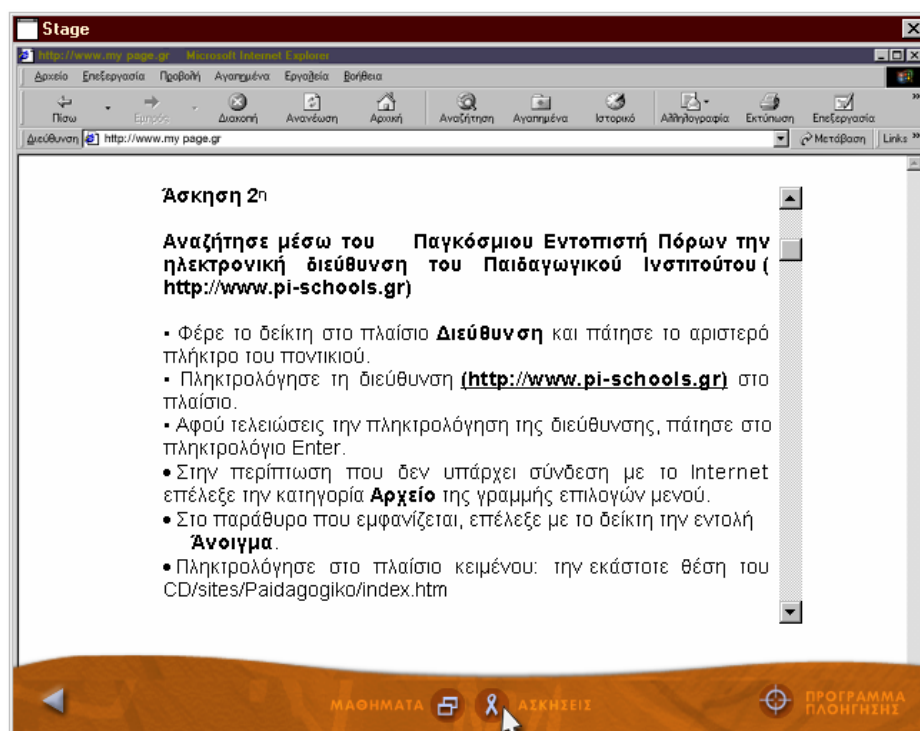 Stage
http://www.my page.gr Microsoft Internet Explorer
Αρχείο Επεξεργασία Προβολή Αγαπημένα Εργαλεία Βοήθεια
Πίσω Εμπρός Διακοπή Ανανέωση Αρχική Αναζήτηση Αγαπημένα Ιστορικό Αλληλογραφία Εκτύπωση Επεξεργασία
Διεύθυνση http://www.my page.gr Μετάβαση Links
Άσκηση 2η
Αναζήτησε μέσω του Παγκόσμιου Εντοπιστή Πόρων την
ηλεκτρονική διεύθυνση του Παιδαγωγικού Ινστιτούτου (
http://www.pi-schools.gr)
▪ Φέρε το δείκτη στο πλαίσιο Διεύθυνση και πάτησε το αριστερό
πλήκτρο του ποντικιού.
▪ Πληκτρολόγησε τη διεύθυνση (http://www.pi-schools.gr) στο
πλαίσιο.
▪ Αφού τελειώσεις την πληκτρολόγηση της διεύθυνσης, πάτησε στο
πληκτρολόγιο Enter.
• Στην περίπτωση που δεν υπάρχει σύνδεση με το Internet
επέλεξε την κατηγορία Αρχείο της γραμμής επιλογών μενού.
• Στο παράθυρο που εμφανίζεται, επέλεξε με το δείκτη την εντολή
Άνοιγμα.
• Πληκτρολόγησε στο πλαίσιο κειμένου: την εκάστοτε θέση του
CD/sites/Paidagogiko/index.htm
ΜΑΘΗΜΑΤΑ ΑΣΚΗΣΕΙΣ
ΠΡΟΓΡΑΜΜΑ
ΠΛΟΗΓΗΣΗΣ